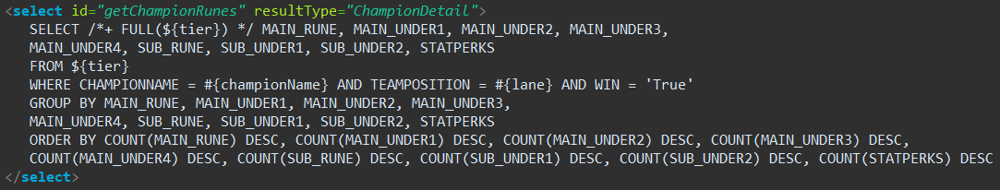 <select id="getChampionRunes" resultType="ChampionDetail">
SELECT /*+ FULL(${tier}) */ MAIN_RUNE, MAIN_UNDER1, MAIN_UNDER2, MAIN_UNDER3,
MAIN_UNDER4, SUB_RUNE, SUB_UNDER1, SUB_UNDER2, STATPERKS
FROM ${tier}
WHERE CHAMPIONNAME = #{championName} AND TEAMPOSITION = #{lane} AND WIN = 'True'
GROUP BY MAIN_RUNE, MAIN_UNDER1, MAIN_UNDER2, MAIN_UNDER3,
MAIN_UNDER4, SUB_RUNE, SUB_UNDER1, SUB_UNDER2, STATPERKS
ORDER BY COUNT(MAIN_RUNE) DESC, COUNT(MAIN_UNDER1) DESC, COUNT(MAIN_UNDER2) DESC, COUNT(MAIN_UNDER3) DESC,
COUNT(MAIN_UNDER4) DESC, COUNT(SUB_RUNE) DESC, COUNT(SUB_UNDER1) DESC, COUNT(SUB_UNDER2) DESC, COUNT(STATPERKS) DESC
</select>